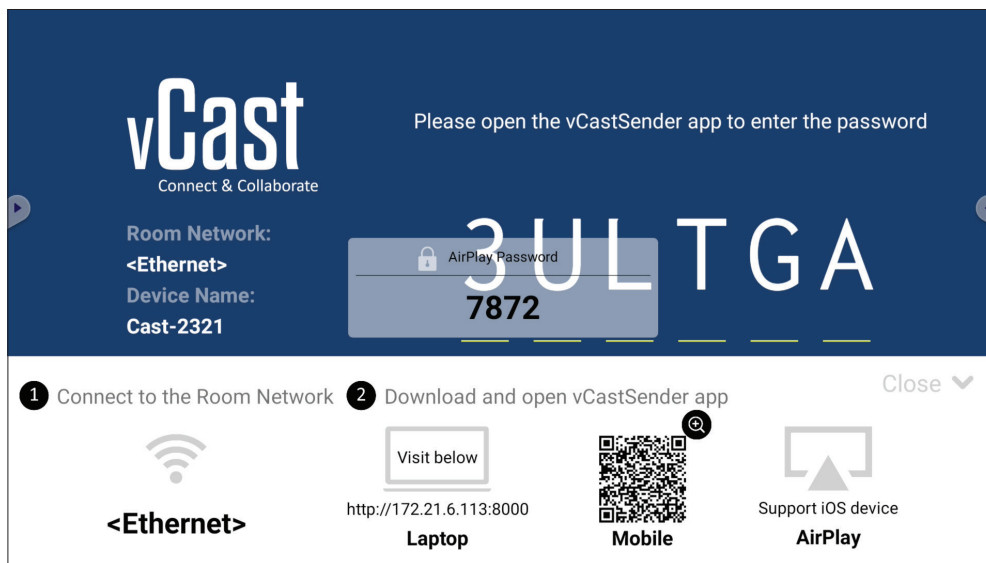 vCast
Connect & Collaborate
Please open the vCastSender app to enter the password
Room Network:
<Ethernet>
Device Name:
Cast-2321
3ULTGA
AirPlay Password
7872
1 Connect to the Room Network
2 Download and open vCastSender app
Close
<Ethernet>
Visit below
http://172.21.6.113:8000
Laptop
Mobile
Support iOS device
AirPlay